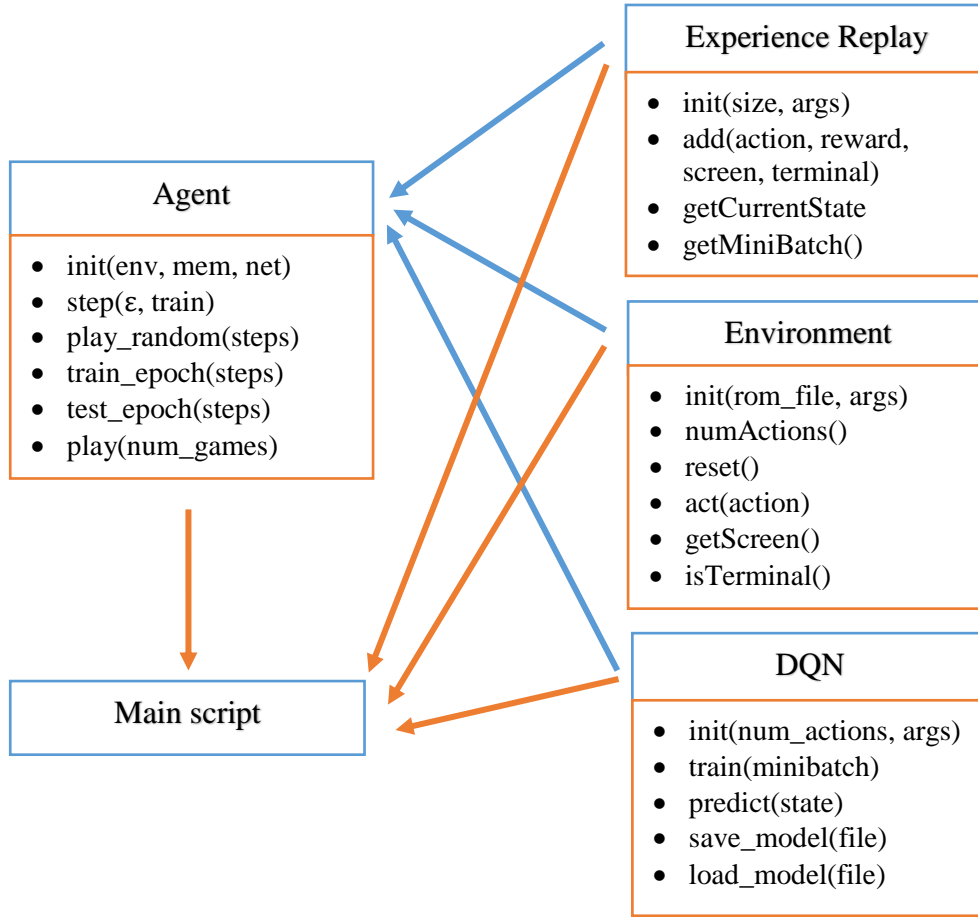 Agent
• init(env, mem, net)
• step(ε, train)
• play_random(steps)
• train_epoch(steps)
• test_epoch(steps)
• play(num_games)
Main script
Experience Replay
• init(size, args)
• add(action, reward,
screen, terminal)
• getCurrentState
• getMiniBatch()
Environment
• init(rom_file, args)
• numActions()
• reset()
• act(action)
• getScreen()
• isTerminal()
DQN
• init(num_actions, args)
• train(minibatch)
• predict(state)
• save_model(file)
• load_model(file)